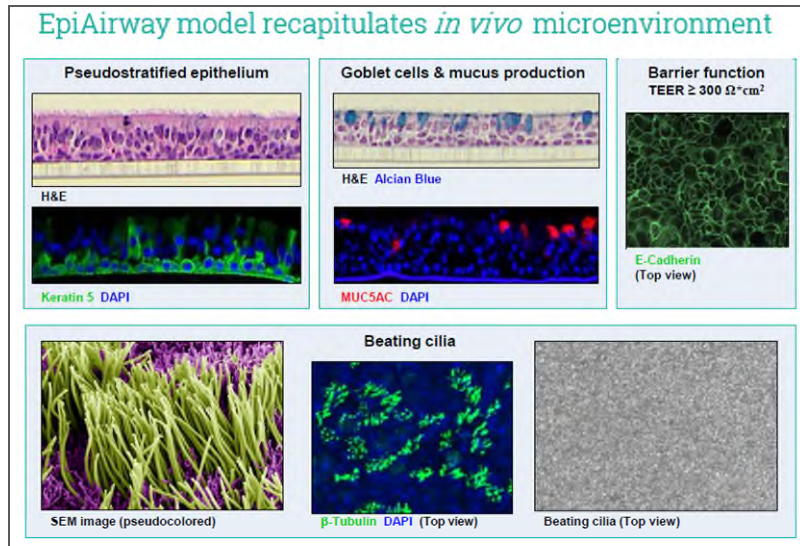 EpiAirway model recapitulates in vivo microenvironment
Pseudostratified epithelium
H&E
Keratin 5 DAPI
Goblet cells & mucus production
H&E Alcian Blue
MUC5AC DAPI
Barrier function
TEER ≥ 300 Ω*cm²
E-Cadherin
(Top view)
Beating cilia
SEM image (pseudocolored)
β-Tubulin DAPI (Top view)
Beating cilia (Top view)